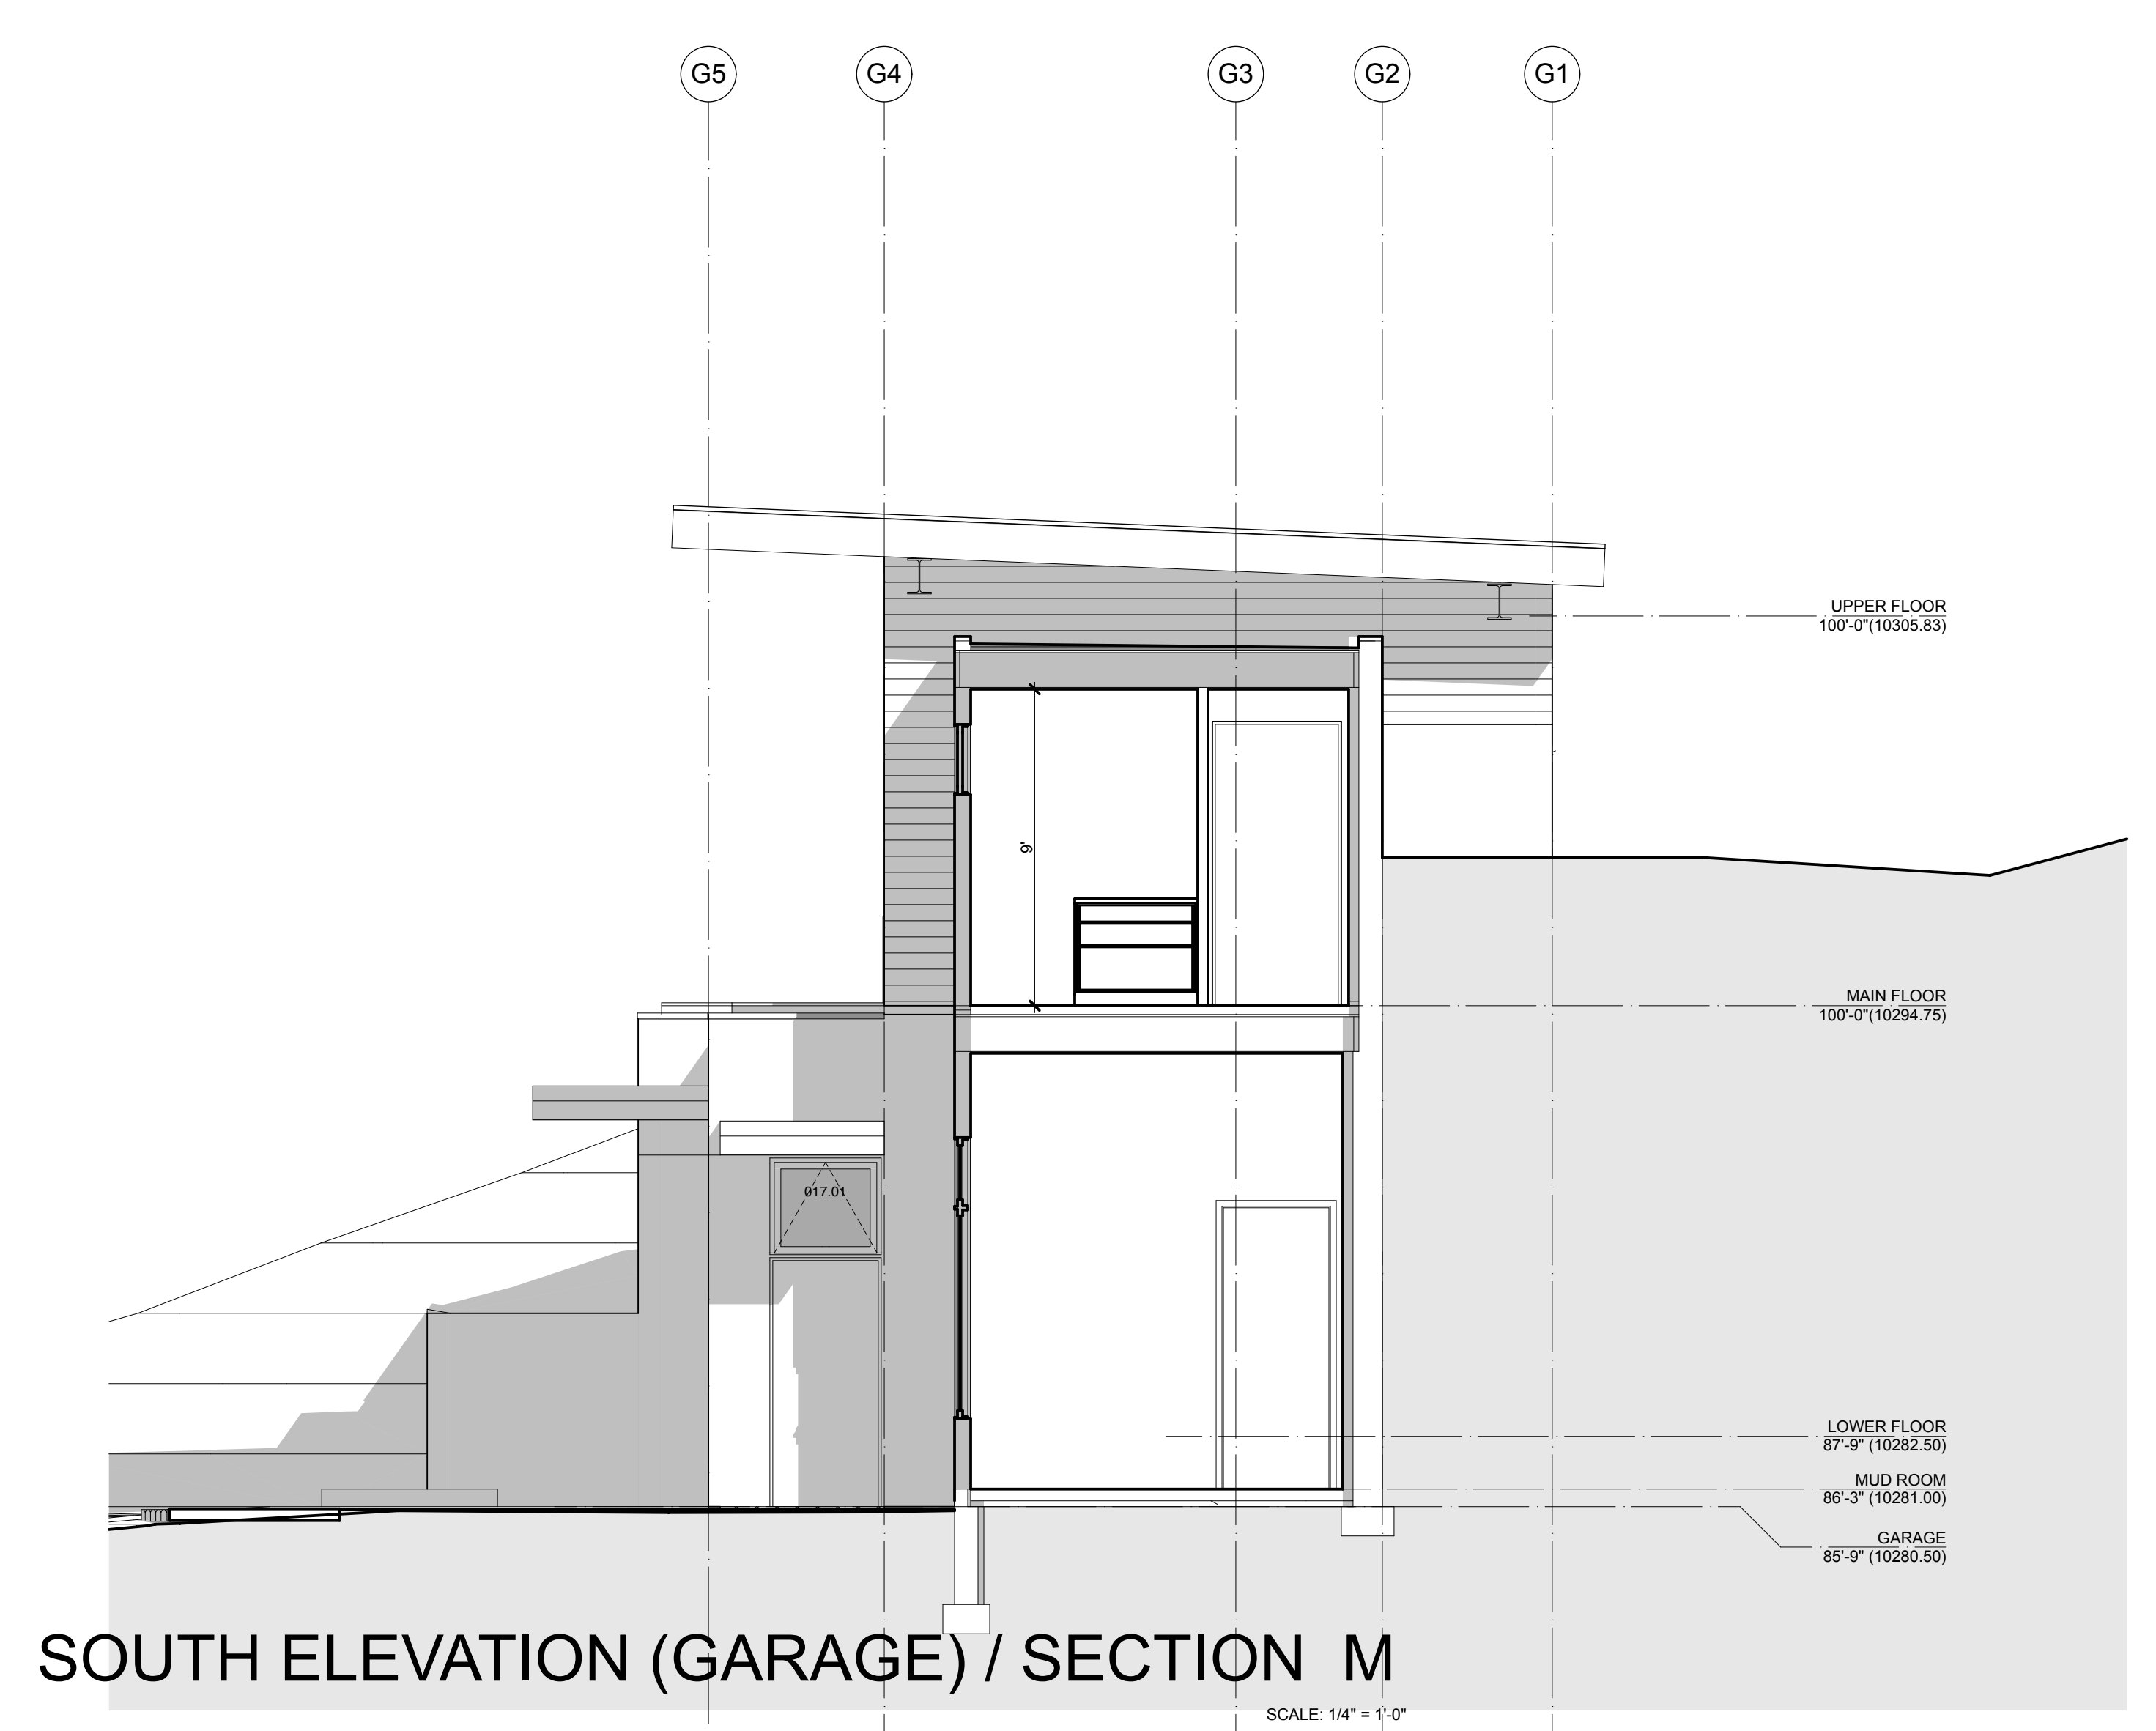 G5 G4 G3 G2 G1
UPPER FLOOR
100'-0"(10305.83)
9'
MAIN FLOOR
100'-0"(10294.75)
017.01
LOWER FLOOR
87'-9" (10282.50)
MUD ROOM
86'-3" (10281.00)
GARAGE
85'-9" (10280.50)
SOUTH ELEVATION (GARAGE) / SECTION M
SCALE: 1/4" = 1'-0"